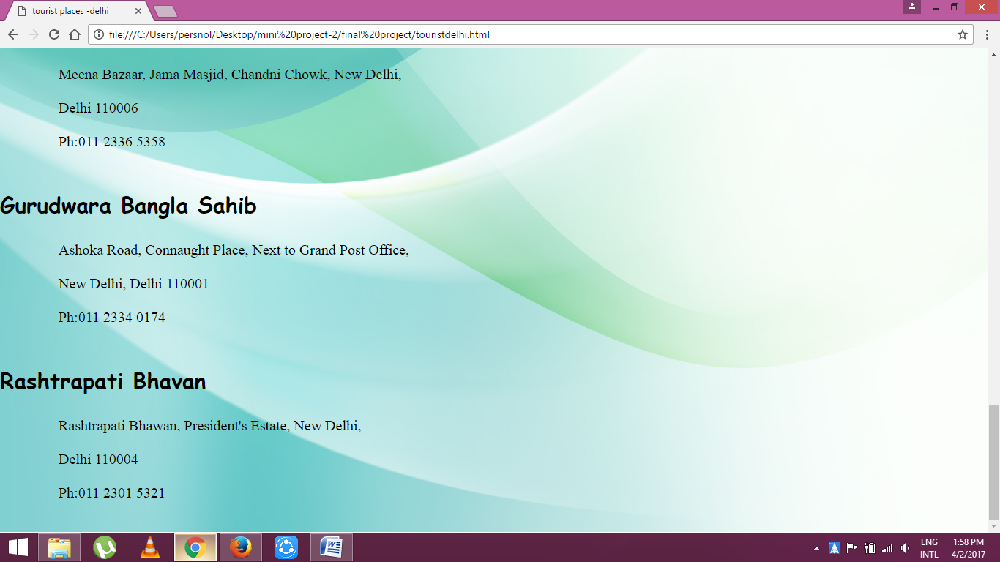 tourist places -delhi
file:///C:/Users/persnol/Desktop/mini%20project-2/final%20project/touristdelhi.html
Meena Bazaar, Jama Masjid, Chandni Chowk, New Delhi,
Delhi 110006
Ph:011 2336 5358
Gurudwara Bangla Sahib
Ashoka Road, Connaught Place, Next to Grand Post Office,
New Delhi, Delhi 110001
Ph:011 2334 0174
Rashtrapati Bhavan
Rashtrapati Bhawan, President's Estate, New Delhi,
Delhi 110004
Ph:011 2301 5321
ENG 1:58 PM
INTL 4/2/2017